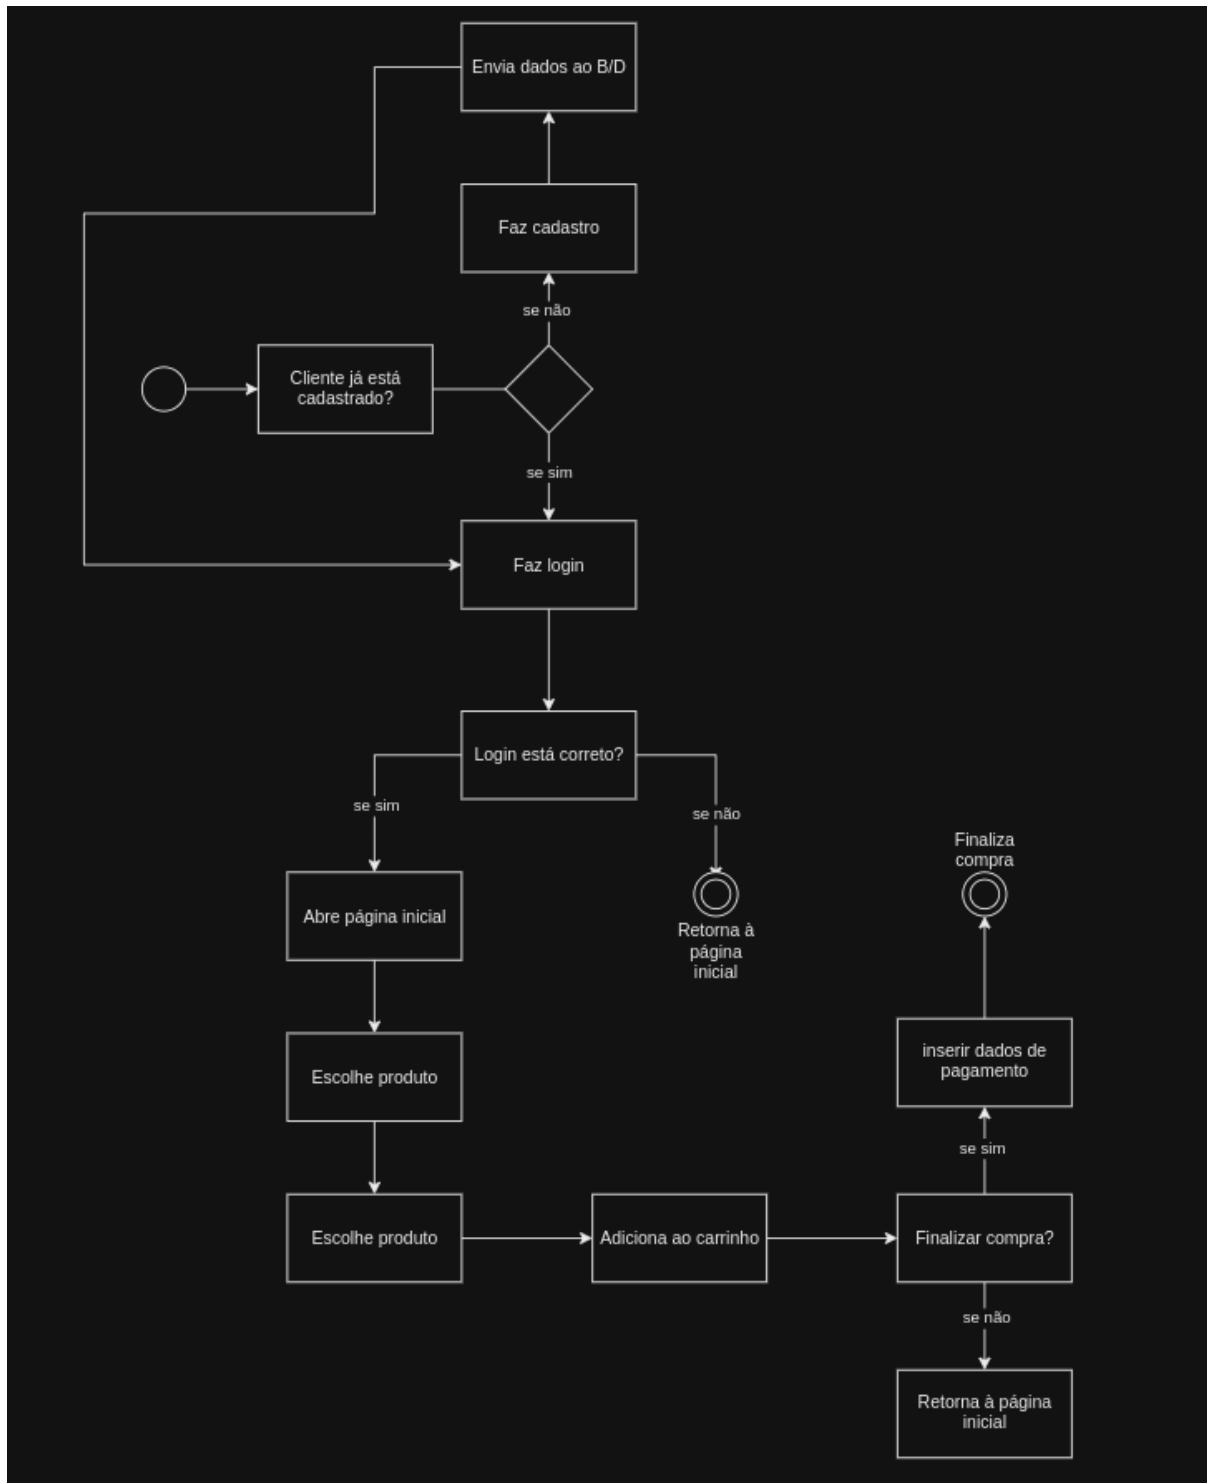 Envia dados ao B/D
Faz cadastro
se não
Cliente já está
cadastrado?
se sim
Faz login
Login está correto?
se sim
se não
Finaliza
compra
Abre página inicial
Retorna à
página
inicial
inserir dados de
pagamento
Escolhe produto
se sim
Escolhe produto
Adiciona ao carrinho
Finalizar compra?
se não
Retorna à página
inicial